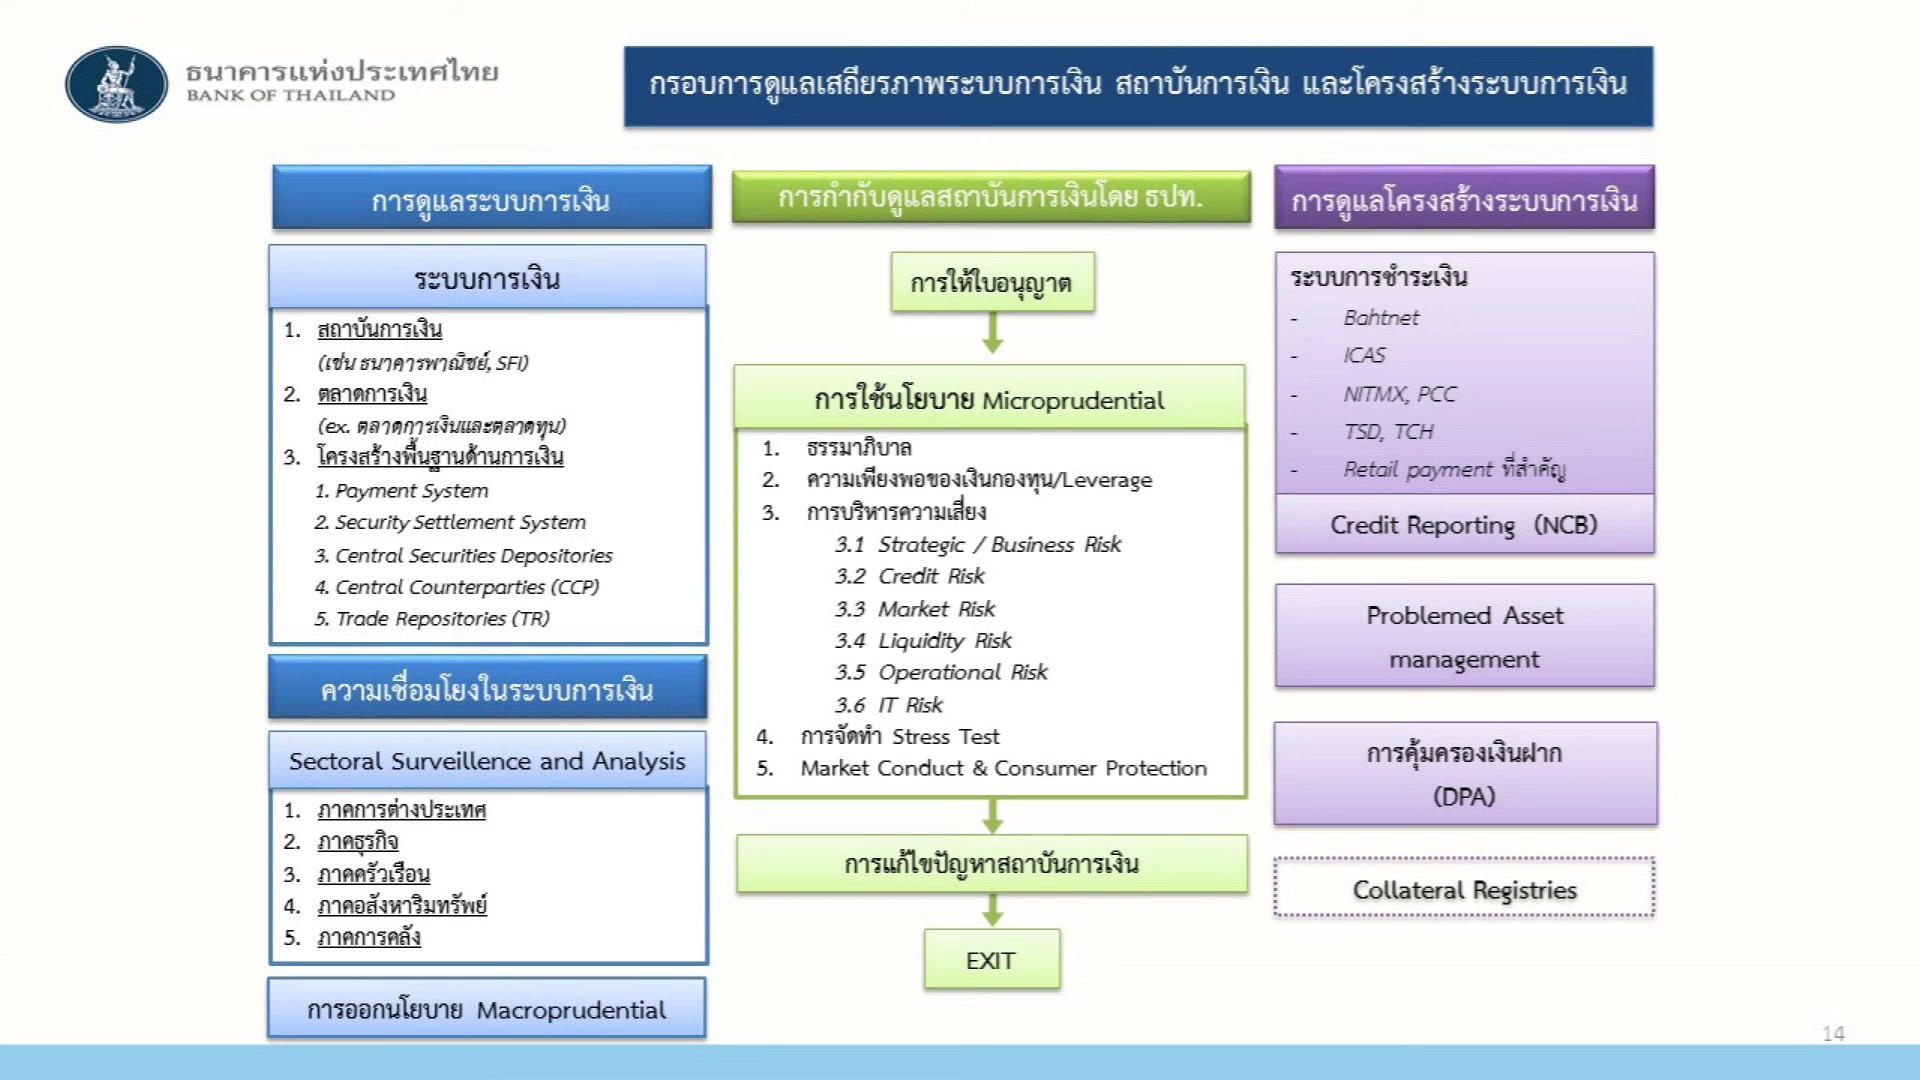 ธนาคารแห่งประเทศไทย
BANK OF THAILAND
กรอบการดูแลเสถียรภาพระบบการเงิน สถาบันการเงิน และโครงสร้างระบบการเงิน
การดูแลระบบการเงิน
ระบบการเงิน
1. สถาบันการเงิน
(เช่น ธนาคารพาณิชย์, SFI)
2. ตลาดการเงิน
(ex. ตลาดการเงินและตลาดทุน)
3. โครงสร้างพื้นฐานด้านการเงิน
1. Payment System
2. Security Settlement System
3. Central Securities Depositories
4. Central Counterparties (CCP)
5. Trade Repositories (TR)
ความเชื่อมโยงในระบบการเงิน
Sectoral Surveillence and Analysis
1. ภาคการต่างประเทศ
2. ภาคธุรกิจ
3. ภาคครัวเรือน
4. ภาคอสังหาริมทรัพย์
5. ภาคการคลัง
การออกนโยบาย Macroprudential
การกำกับดูแลสถาบันการเงินโดย ธปท.
การให้ใบอนุญาต
การใช้นโยบาย Microprudential
1. ธรรมาภิบาล
2. ความเพียงพอของเงินกองทุน/Leverage
3. การบริหารความเสี่ยง
3.1 Strategic / Business Risk
3.2 Credit Risk
3.3 Market Risk
3.4 Liquidity Risk
3.5 Operational Risk
3.6 IT Risk
4. การจัดทำ Stress Test
5. Market Conduct & Consumer Protection
การแก้ไขปัญหาสถาบันการเงิน
EXIT
การดูแลโครงสร้างระบบการเงิน
ระบบการชำระเงิน
- Bahtnet
- ICAS
- NITMX, PCC
- TSD, TCH
- Retail payment ที่สำคัญ
Credit Reporting (NCB)
Problemed Asset
management
การคุ้มครองเงินฝาก
(DPA)
Collateral Registries
14